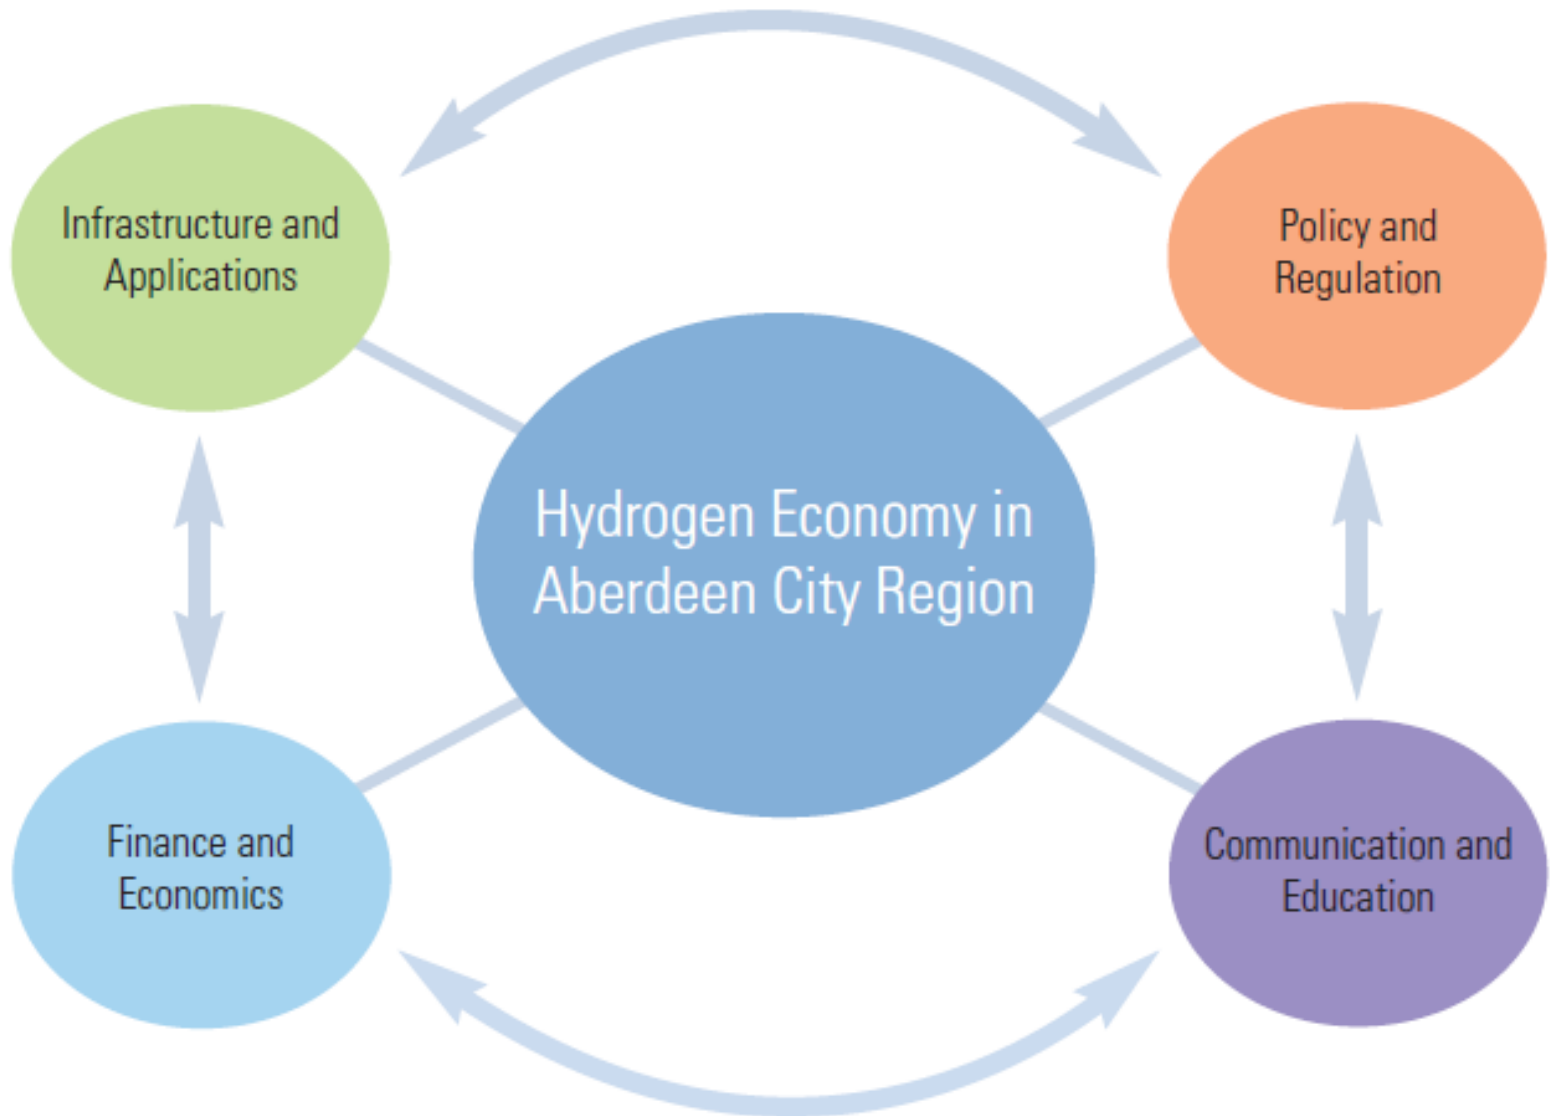 Infrastructure and
Applications
Policy and
Regulation
Hydrogen Economy in
Aberdeen City Region
Finance and
Economics
Communication and
Education